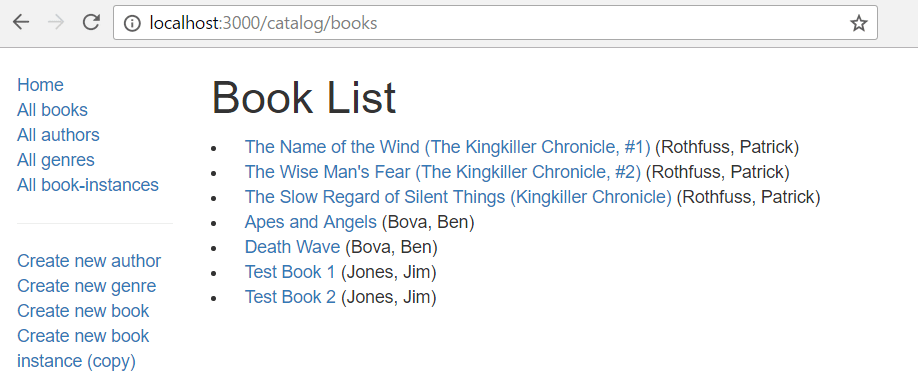 localhost:3000/catalog/books
Home
All books
All authors
All genres
All book-instances
Create new author
Create new genre
Create new book
Create new book
instance (copy)
Book List
The Name of the Wind (The Kingkiller Chronicle, #1) (Rothfuss, Patrick)
The Wise Man's Fear (The Kingkiller Chronicle, #2) (Rothfuss, Patrick)
The Slow Regard of Silent Things (Kingkiller Chronicle) (Rothfuss, Patrick)
Apes and Angels (Bova, Ben)
Death Wave (Bova, Ben)
Test Book 1 (Jones, Jim)
Test Book 2 (Jones, Jim)